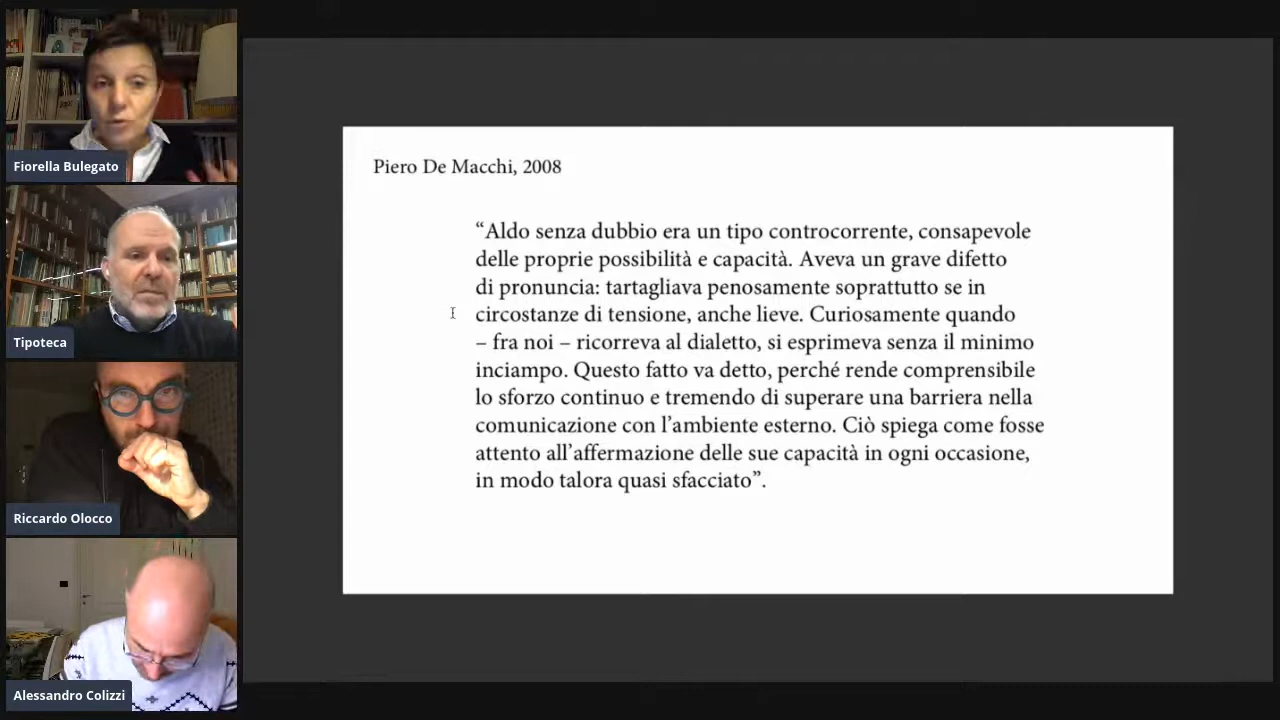 Fiorella Bulegato
Tipoteca
Riccardo Olocco
Alessandro Colizzi
Piero De Macchi, 2008
“Aldo senza dubbio era un tipo controcorrente, consapevole
delle proprie possibilità e capacità. Aveva un grave difetto
di pronuncia: tartagliava penosamente soprattutto se in
circostanze di tensione, anche lieve. Curiosamente quando
– fra noi – ricorreva al dialetto, si esprimeva senza il minimo
inciampo. Questo fatto va detto, perché rende comprensibile
lo sforzo continuo e tremendo di superare una barriera nella
comunicazione con l’ambiente esterno. Ciò spiega come fosse
attento all’affermazione delle sue capacità in ogni occasione,
in modo talora quasi sfacciato”.